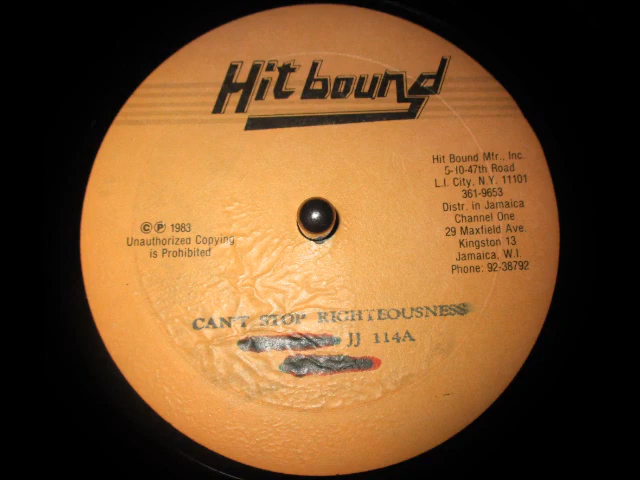 Hit bound
Hit Bound Mfr., Inc.
5-10-47th Road
L.I. City, N.Y. 11101
361-9653
Distr. in Jamaica
Channel One
29 Maxfield Ave.
Kingston 13
Jamaica, W.I.
Phone: 92-38792
© ℗ 1983
Unauthorized Copying
is Prohibited
CAN'T STOP RIGHTEOUSNESS
JJ 114A